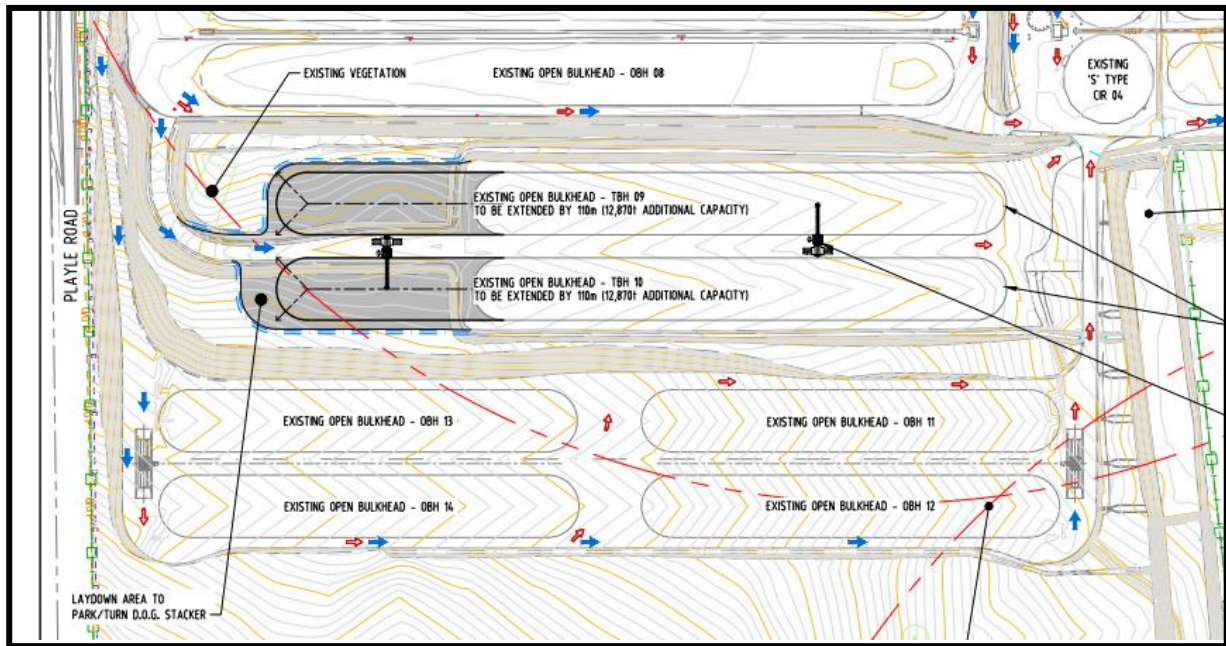 EXISTING VEGETATION
EXISTING OPEN BULKHEAD - OBH 08
EXISTING
'S' TYPE
CIR 04
PLAYLE ROAD
EXISTING OPEN BULKHEAD - TBH 09
TO BE EXTENDED BY 110m (12,870t ADDITIONAL CAPACITY)
EXISTING OPEN BULKHEAD - TBH 10
TO BE EXTENDED BY 110m (12,870t ADDITIONAL CAPACITY)
EXISTING OPEN BULKHEAD - OBH 13
EXISTING OPEN BULKHEAD - OBH 11
EXISTING OPEN BULKHEAD - OBH 14
EXISTING OPEN BULKHEAD - OBH 12
LAYDOWN AREA TO
PARK/TURN D.O.G. STACKER